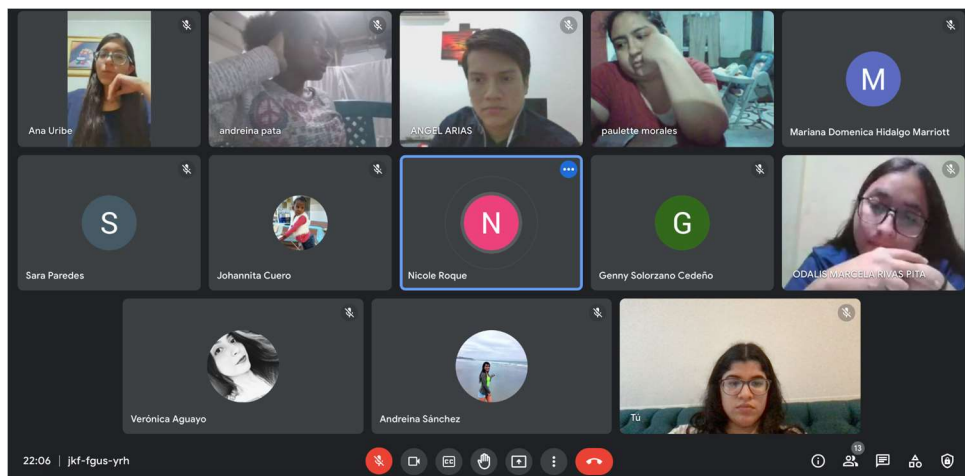 Ana Uribe
andreina pata
ANGEL ARIAS
paulette morales
M
Mariana Domenica Hidalgo Marriott
S
Sara Paredes
Johannita Cuero
N
Nicole Roque
G
Genny Solorzano Cedeño
ODALIS MARCELA RIVAS PITA
Verónica Aguayo
Andreina Sánchez
Tú
22:06 | jkf-fgus-yrh
CC
13